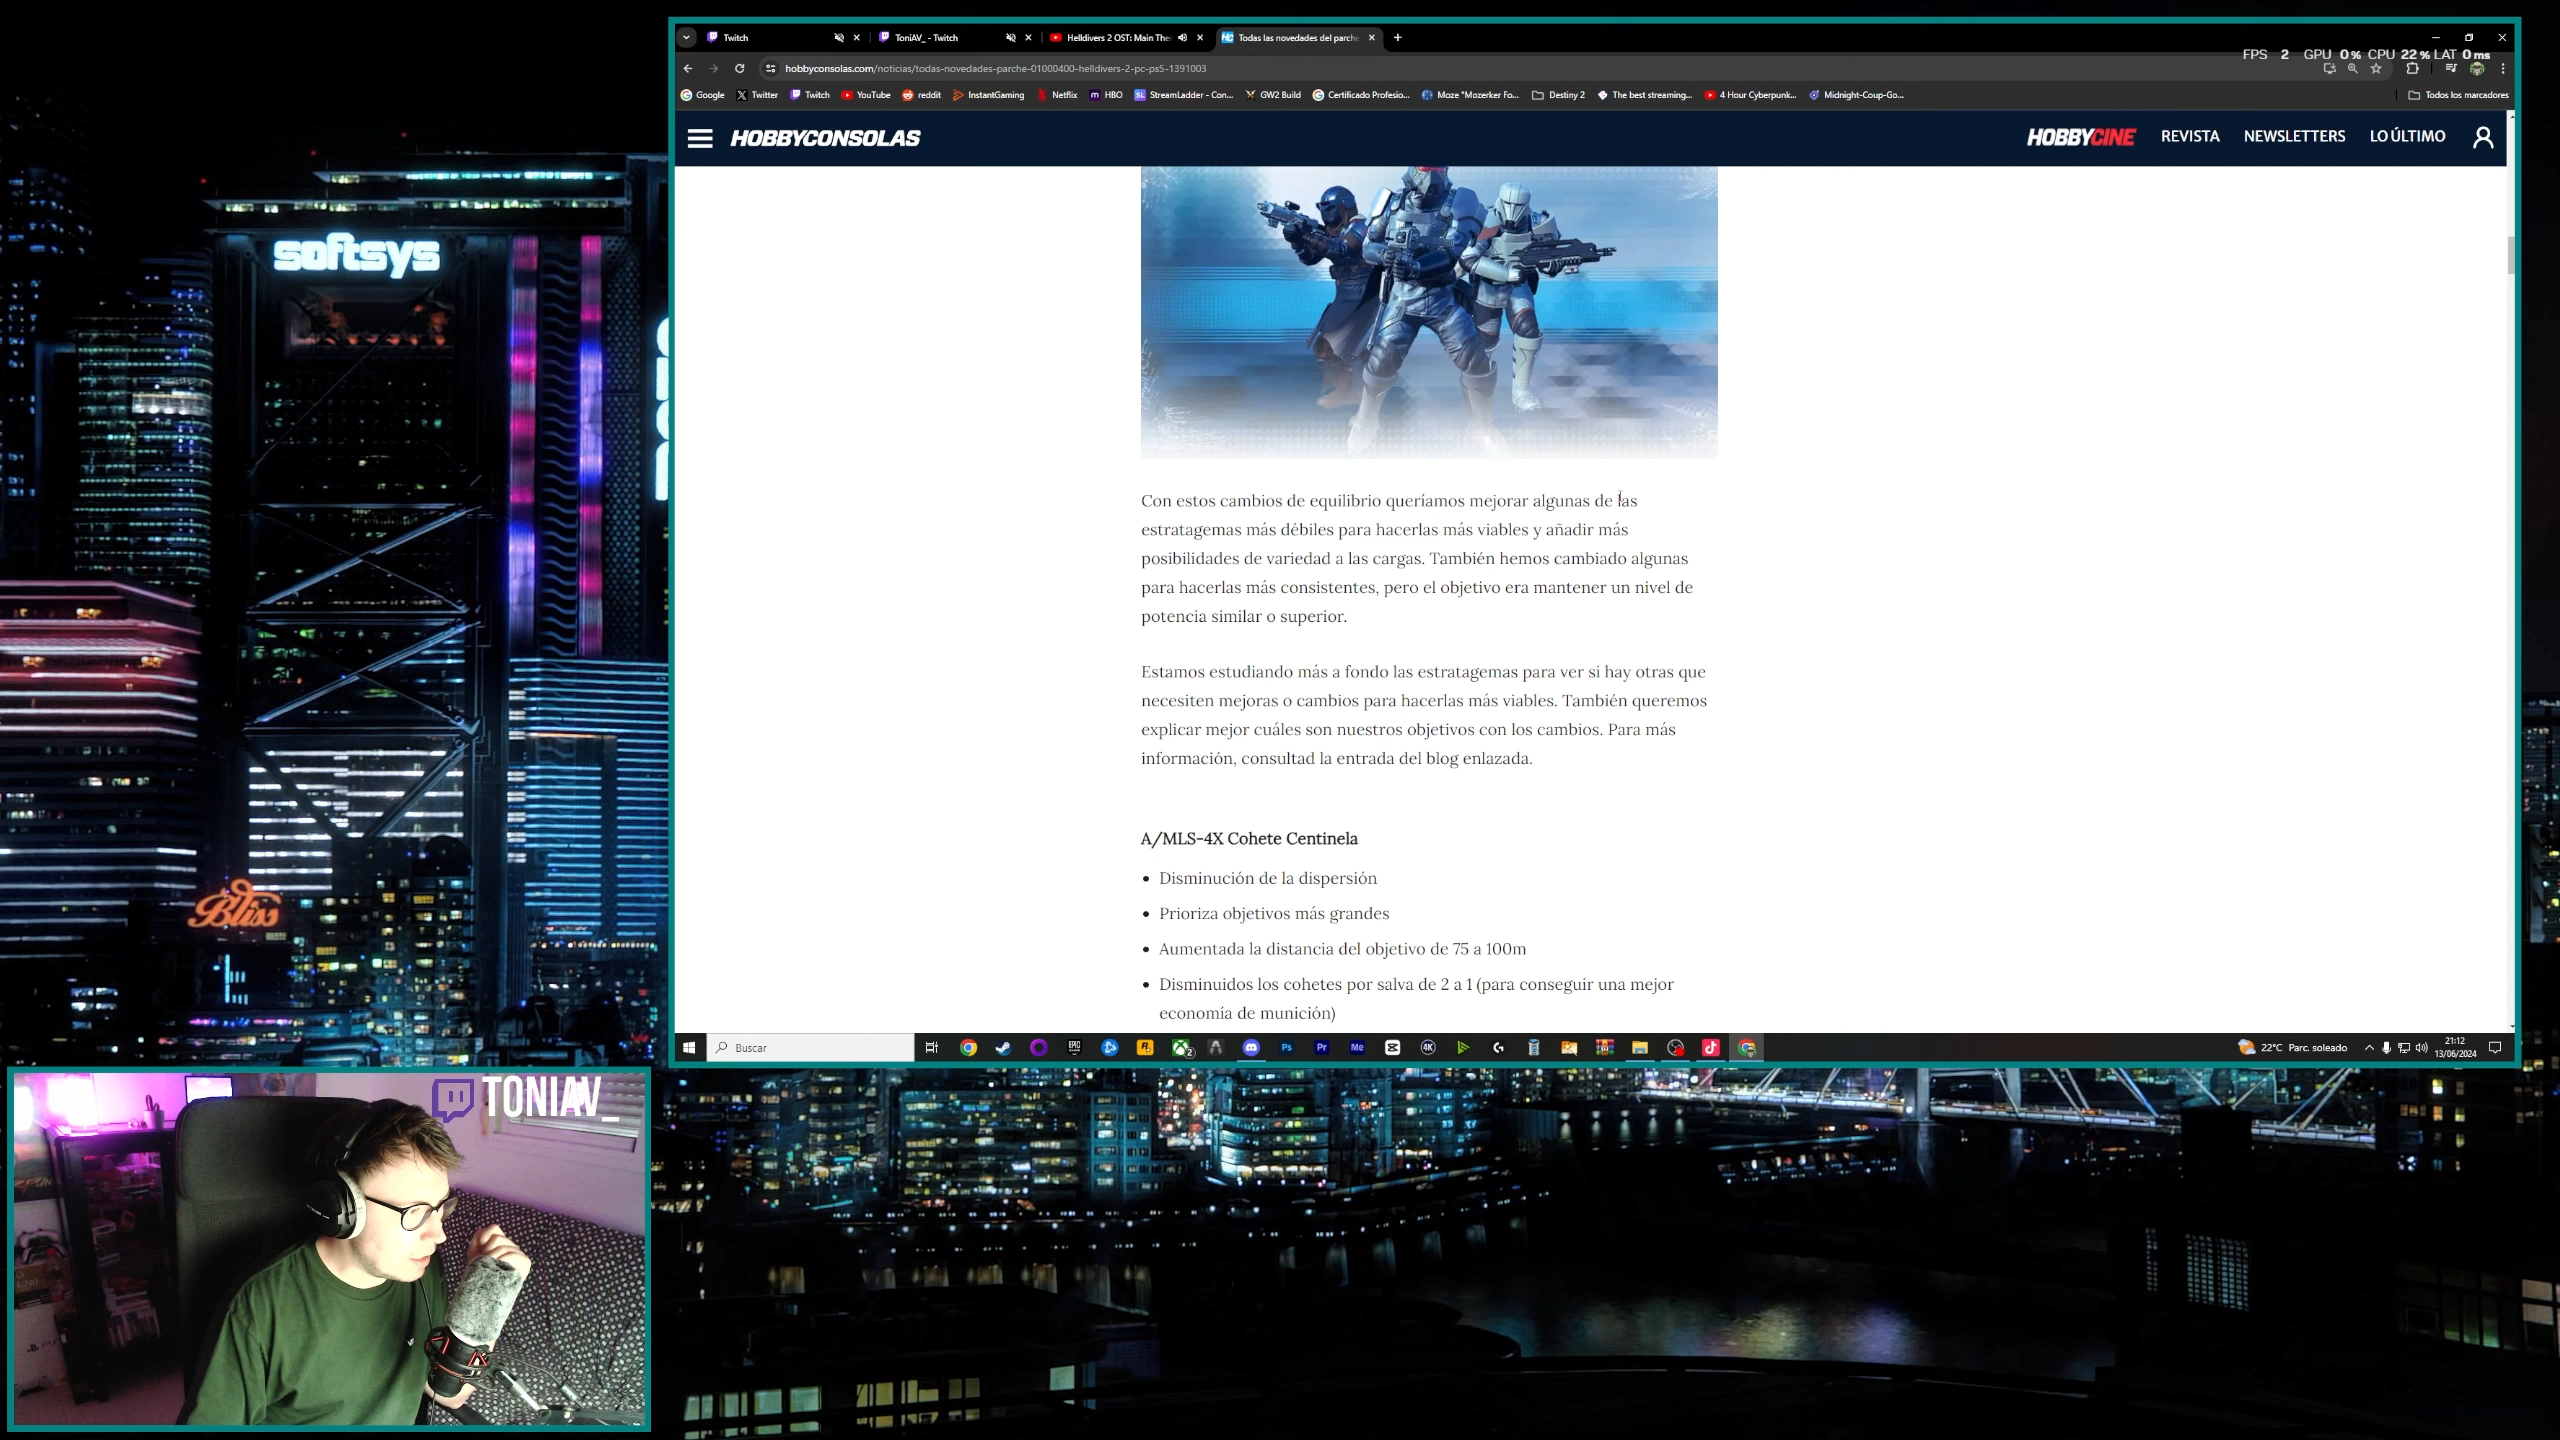 Twitch
ToniAV_ - Twitch
Helldivers 2 OST: Main The
Todas las novedades del parche
FPS 2 GPU 0 % CPU 22 % LAT 0 ms
hobbyconsolas.com/noticias/todas-novedades-parche-01000400-helldivers-2-pc-ps5-1391003
Google Twitter Twitch YouTube reddit InstantGaming Netflix HBO StreamLadder - Con... GW2 Build Certificado Profesio... Moze "Mozerker Fo... Destiny 2 The best streaming... 4 Hour Cyberpunk... Midnight-Coup-Go... Todos los marcadores
HOBBYCONSOLAS
HOBBYCINE REVISTA NEWSLETTERS LO ÚLTIMO
softsys
Con estos cambios de equilibrio queríamos mejorar algunas de las
estratagemas más débiles para hacerlas más viables y añadir más
posibilidades de variedad a las cargas. También hemos cambiado algunas
para hacerlas más consistentes, pero el objetivo era mantener un nivel de
potencia similar o superior.
Estamos estudiando más a fondo las estratagemas para ver si hay otras que
necesiten mejoras o cambios para hacerlas más viables. También queremos
explicar mejor cuáles son nuestros objetivos con los cambios. Para más
información, consultad la entrada del blog enlazada.
A/MLS-4X Cohete Centinela
Disminución de la dispersión
Prioriza objetivos más grandes
Aumentada la distancia del objetivo de 75 a 100m
Disminuidos los cohetes por salva de 2 a 1 (para conseguir una mejor
economía de munición)
Bliss
Buscar
EPIC
Ps Pr Me 4K
22°C Parc. soleado
21:12
13/06/2024
TONIAV_